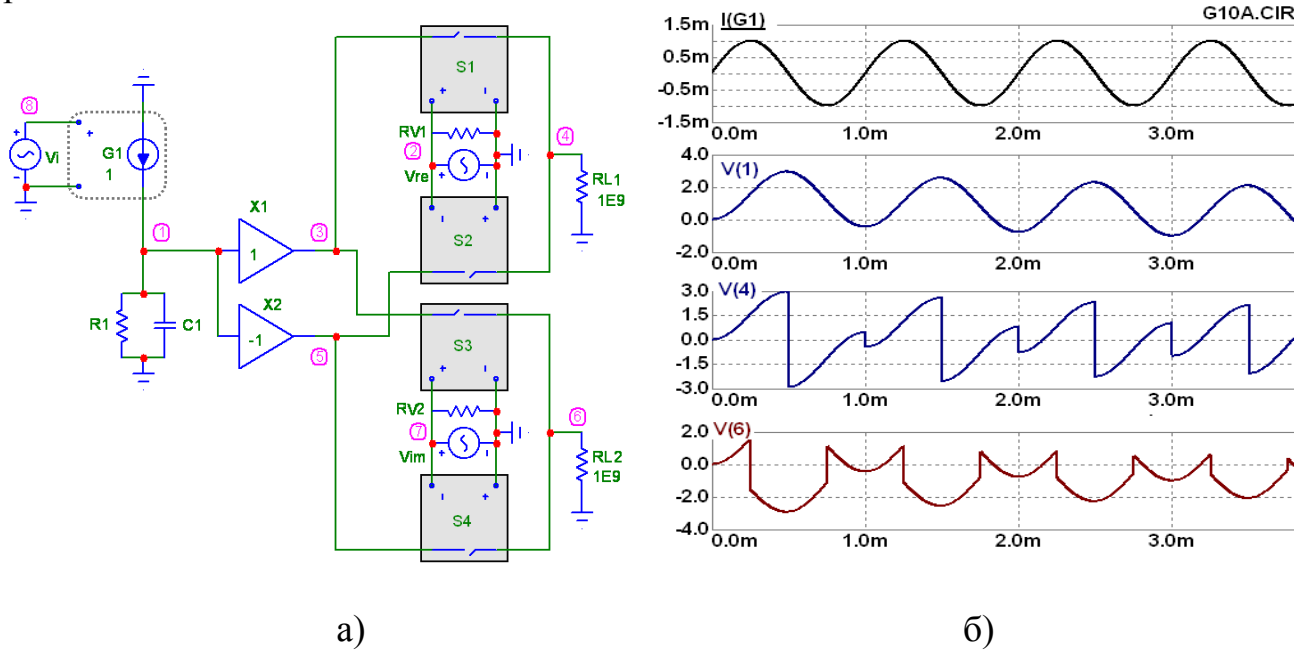 S1
+ -
RV1
2
Vre
+ -
- +
S2
8
+
Vi
-
+
G1
1
1
X1
1
3
X2
-1
5
R1
C1
4
RL1
1E9
S3
+ -
RV2
7
Vim
+ -
- +
S4
6
RL2
1E9
а)
G10A.CIR
I(G1)
1.5m
0.5m
-0.5m
-1.5m
0.0m 1.0m 2.0m 3.0m
V(1)
4.0
2.0
0.0
-2.0
0.0m 1.0m 2.0m 3.0m
V(4)
3.0
1.5
0.0
-1.5
-3.0
0.0m 1.0m 2.0m 3.0m
V(6)
2.0
0.0
-2.0
-4.0
0.0m 1.0m 2.0m 3.0m
б)